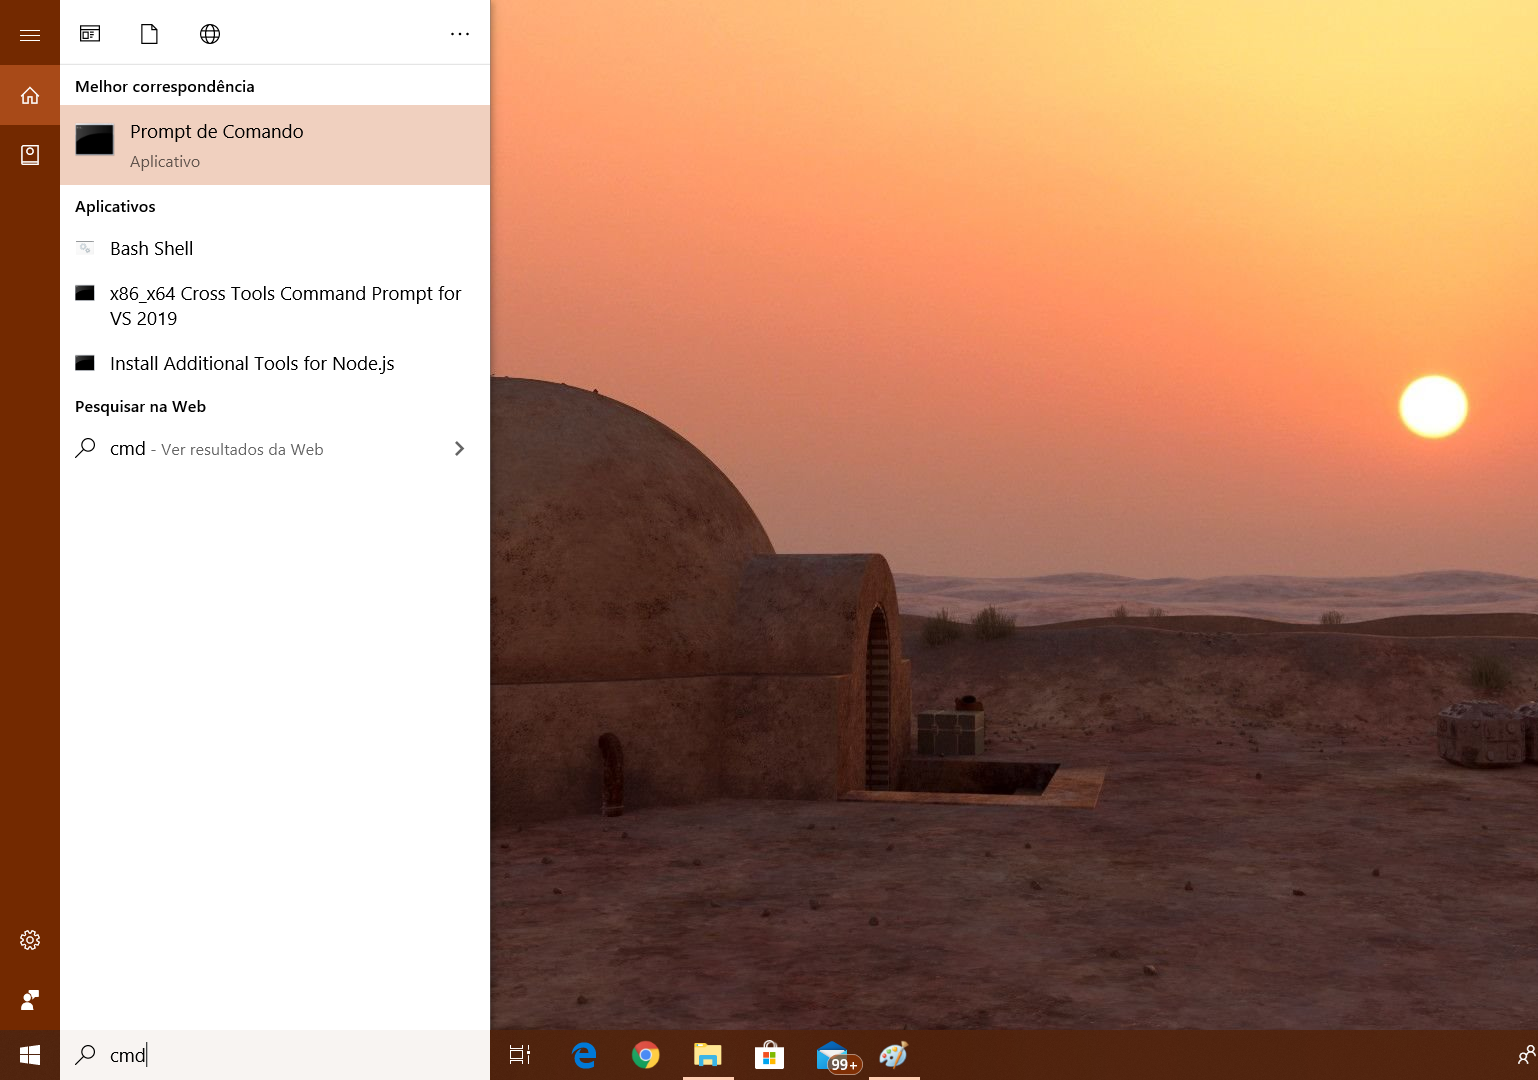 Melhor correspondência
Prompt de Comando
Aplicativo
Aplicativos
Bash Shell
x86_x64 Cross Tools Command Prompt for
VS 2019
Install Additional Tools for Node.js
Pesquisar na Web
cmd - Ver resultados da Web
cmd
99+